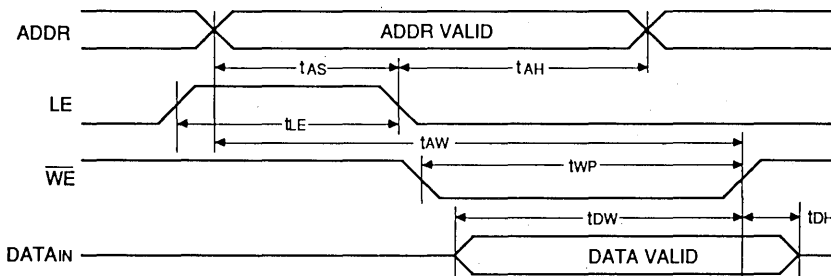 ADDR
ADDR VALID
tAS
tAH
LE
tLE
tAW
WE
tWP
tDW
tDH
DATAIN
DATA VALID